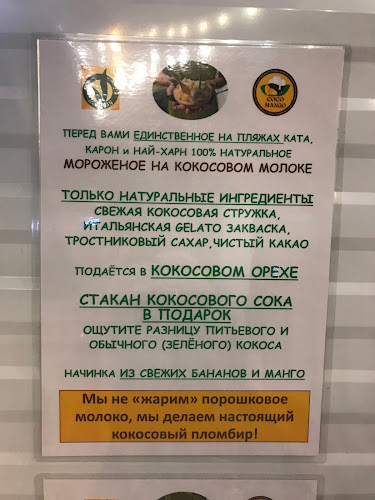 COCO
MANGO
ПЕРЕД ВАМИ ЕДИНСТВЕННОЕ НА ПЛЯЖАХ КАТА,
КАРОН и НАЙ-ХАРН 100% НАТУРАЛЬНОЕ
МОРОЖЕНОЕ НА КОКОСОВОМ МОЛОКЕ
ТОЛЬКО НАТУРАЛЬНЫЕ ИНГРЕДИЕНТЫ
СВЕЖАЯ КОКОСОВАЯ СТРУЖКА,
ИТАЛЬЯНСКАЯ GELATO ЗАКВАСКА,
ТРОСТНИКОВЫЙ САХАР,ЧИСТЫЙ КАКАО
ПОДАЁТСЯ В КОКОСОВОМ ОРЕХЕ
СТАКАН КОКОСОВОГО СОКА
В ПОДАРОК
ОЩУТИТЕ РАЗНИЦУ ПИТЬЕВОГО И
ОБЫЧНОГО (ЗЕЛЁНОГО) КОКОСА
НАЧИНКА ИЗ СВЕЖИХ БАНАНОВ И МАНГО
Мы не «жарим» порошковое
молоко, мы делаем настоящий
кокосовый пломбир!